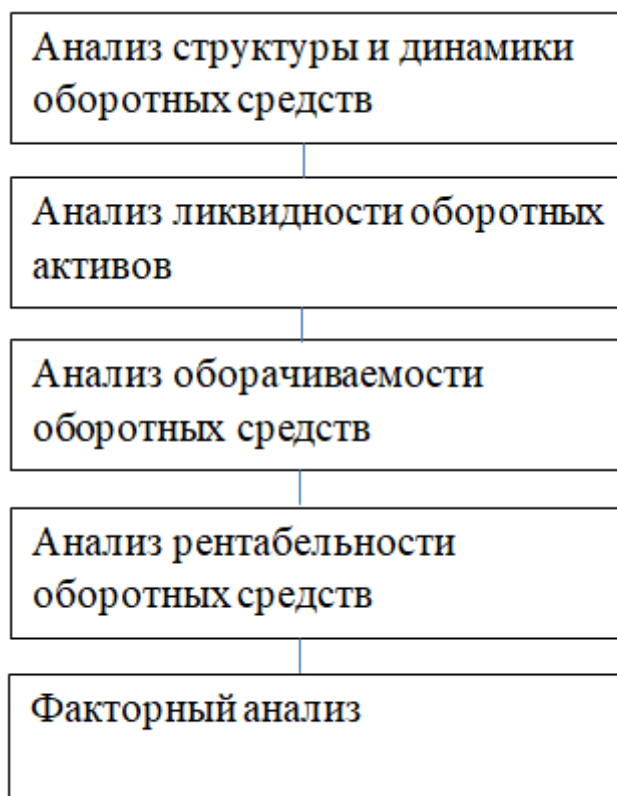 Анализ структуры и динамики
оборотных средств
Анализ ликвидности оборотных
активов
Анализ оборачиваемости
оборотных средств
Анализ рентабельности
оборотных средств
Факторный анализ